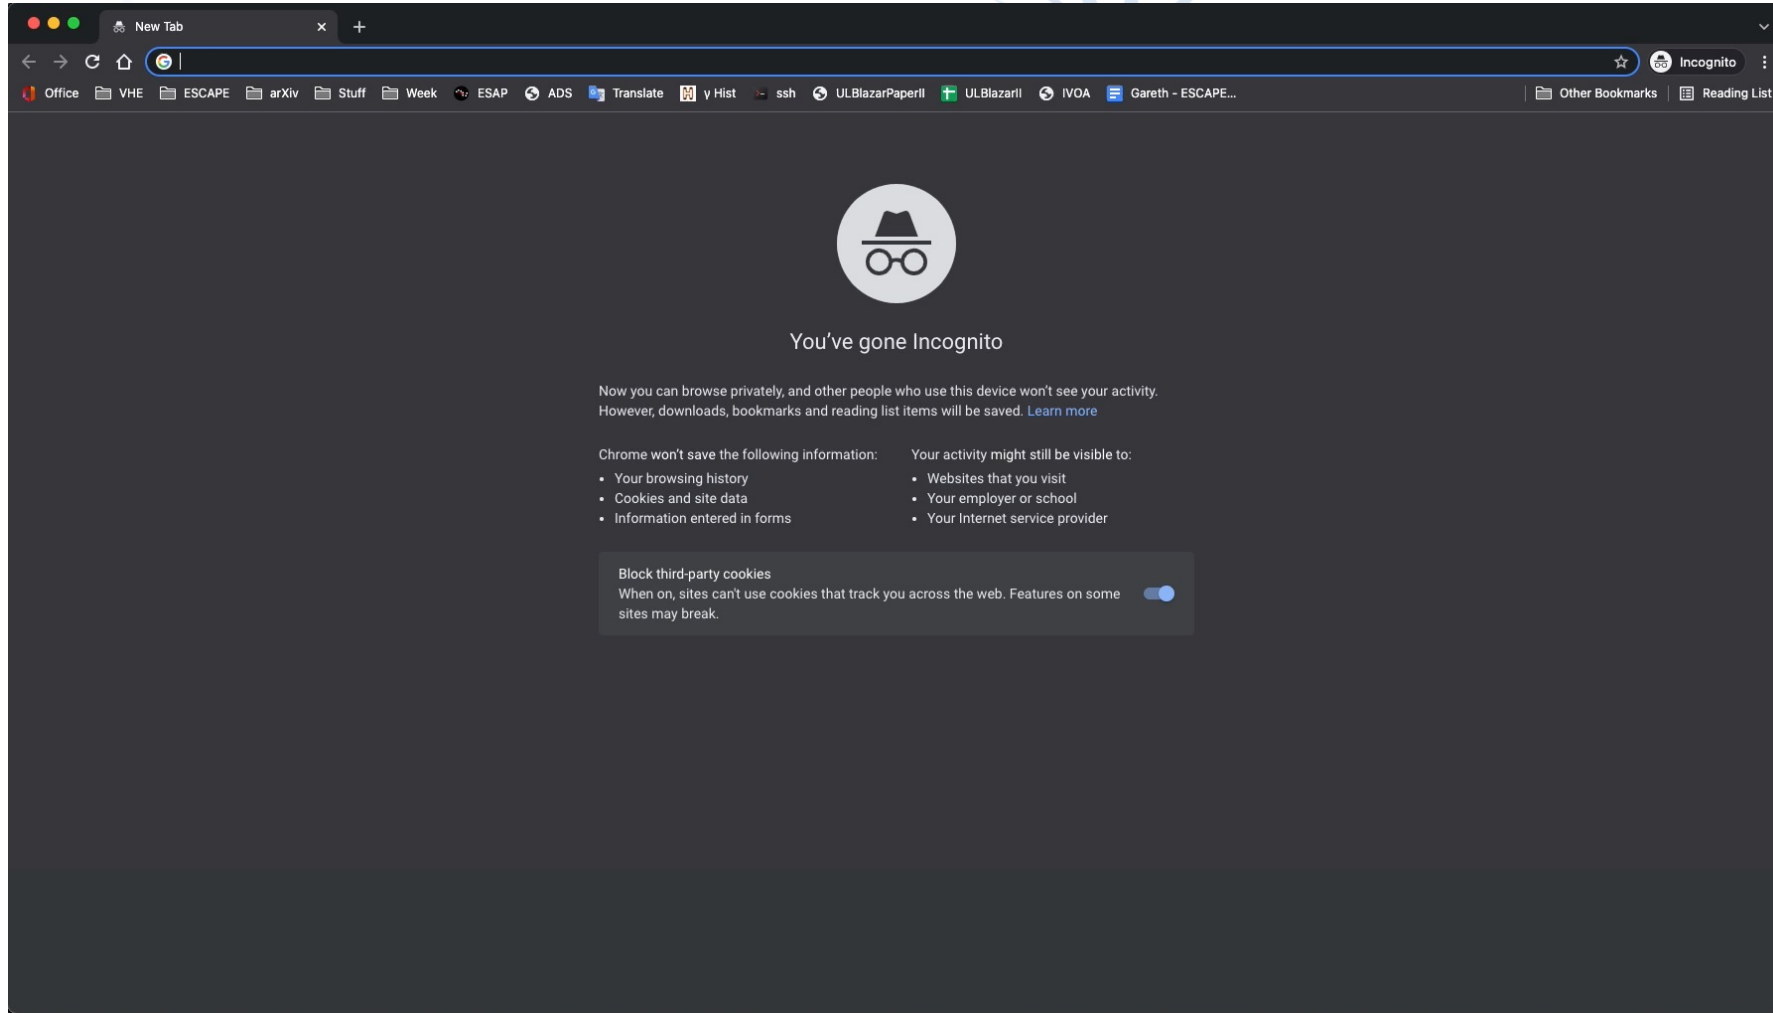 New Tab
Incognito
Office VHE ESCAPE arXiv Stuff Week ESAP ADS Translate γ Hist ssh ULBlazarPaperII ULBlazarII IVOA Gareth - ESCAPE... Other Bookmarks Reading List
You've gone Incognito
Now you can browse privately, and other people who use this device won't see your activity.
However, downloads, bookmarks and reading list items will be saved. Learn more
Chrome won't save the following information:
Your browsing history
Cookies and site data
Information entered in forms
Your activity might still be visible to:
Websites that you visit
Your employer or school
Your Internet service provider
Block third-party cookies
When on, sites can't use cookies that track you across the web. Features on some
sites may break.